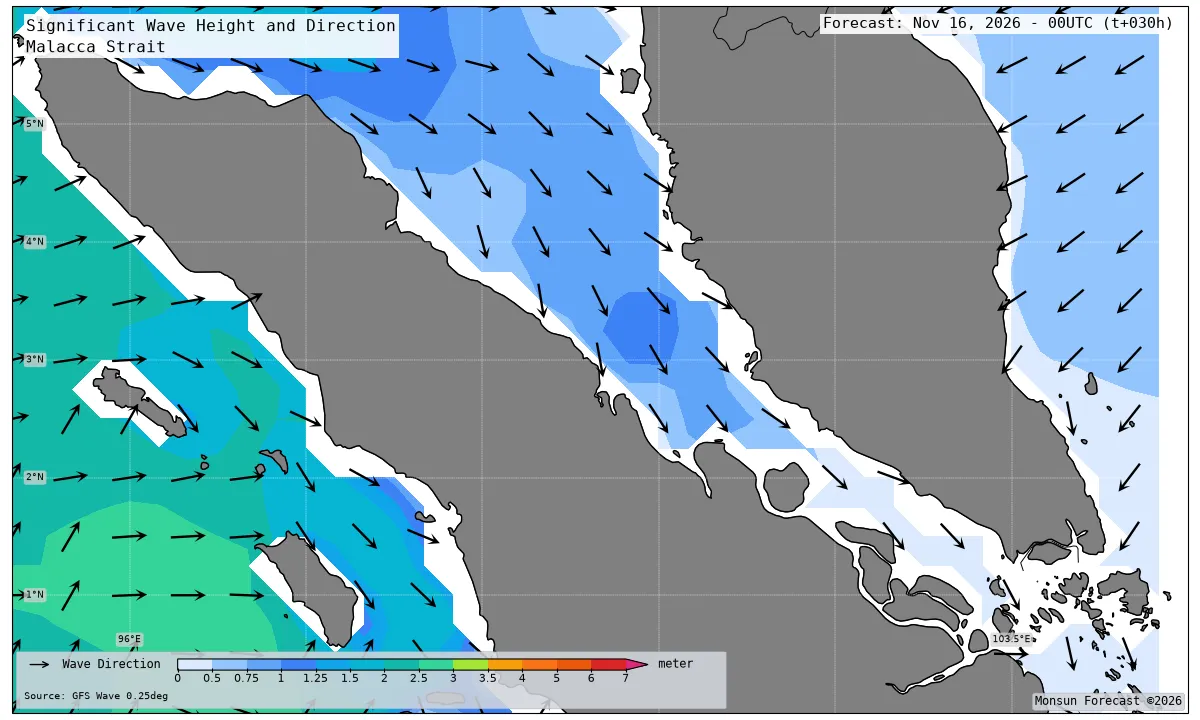 Significant Wave Height and Direction
Malacca Strait
Forecast: Nov 16, 2026 - 00UTC (t+030h)
5°N
4°N
3°N
2°N
1°N
96°E
103.5°E
Wave Direction
meter
0 0.5 0.75 1 1.25 1.5 2 2.5 3 3.5 4 5 6 7
Source: GFS Wave 0.25deg
Monsun Forecast ©2026